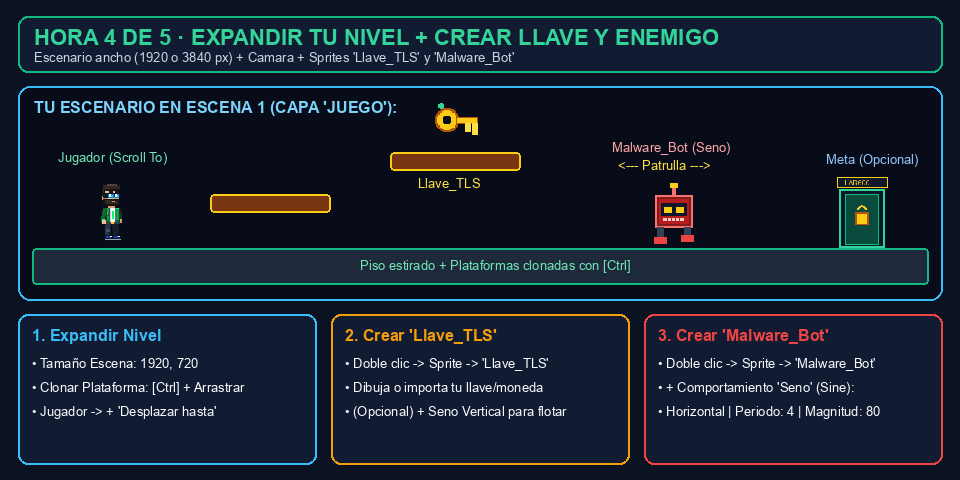 HORA 4 DE 5 · EXPANDIR TU NIVEL + CREAR LLAVE Y ENEMIGO
Escenario ancho (1920 o 3840 px) + Camara + Sprites 'Llave_TLS' y 'Malware_Bot'
TU ESCENARIO EN ESCENA 1 (CAPA 'JUEGO'):
Jugador (Scroll To)
Llave_TLS
Malware_Bot (Seno)
<--- Patrulla --->
Meta (Opcional)
Piso estirado + Plataformas clonadas con [Ctrl]
1. Expandir Nivel
• Tamaño Escena: 1920, 720
• Clonar Plataforma: [Ctrl] + Arrastrar
• Jugador -> + 'Desplazar hasta'
2. Crear 'Llave_TLS'
• Doble clic -> Sprite -> 'Llave_TLS'
• Dibuja o importa tu llave/moneda
• (Opcional) + Seno Vertical para flotar
3. Crear 'Malware_Bot'
• Doble clic -> Sprite -> 'Malware_Bot'
• + Comportamiento 'Seno' (Sine):
• Horizontal | Periodo: 4 | Magnitud: 80